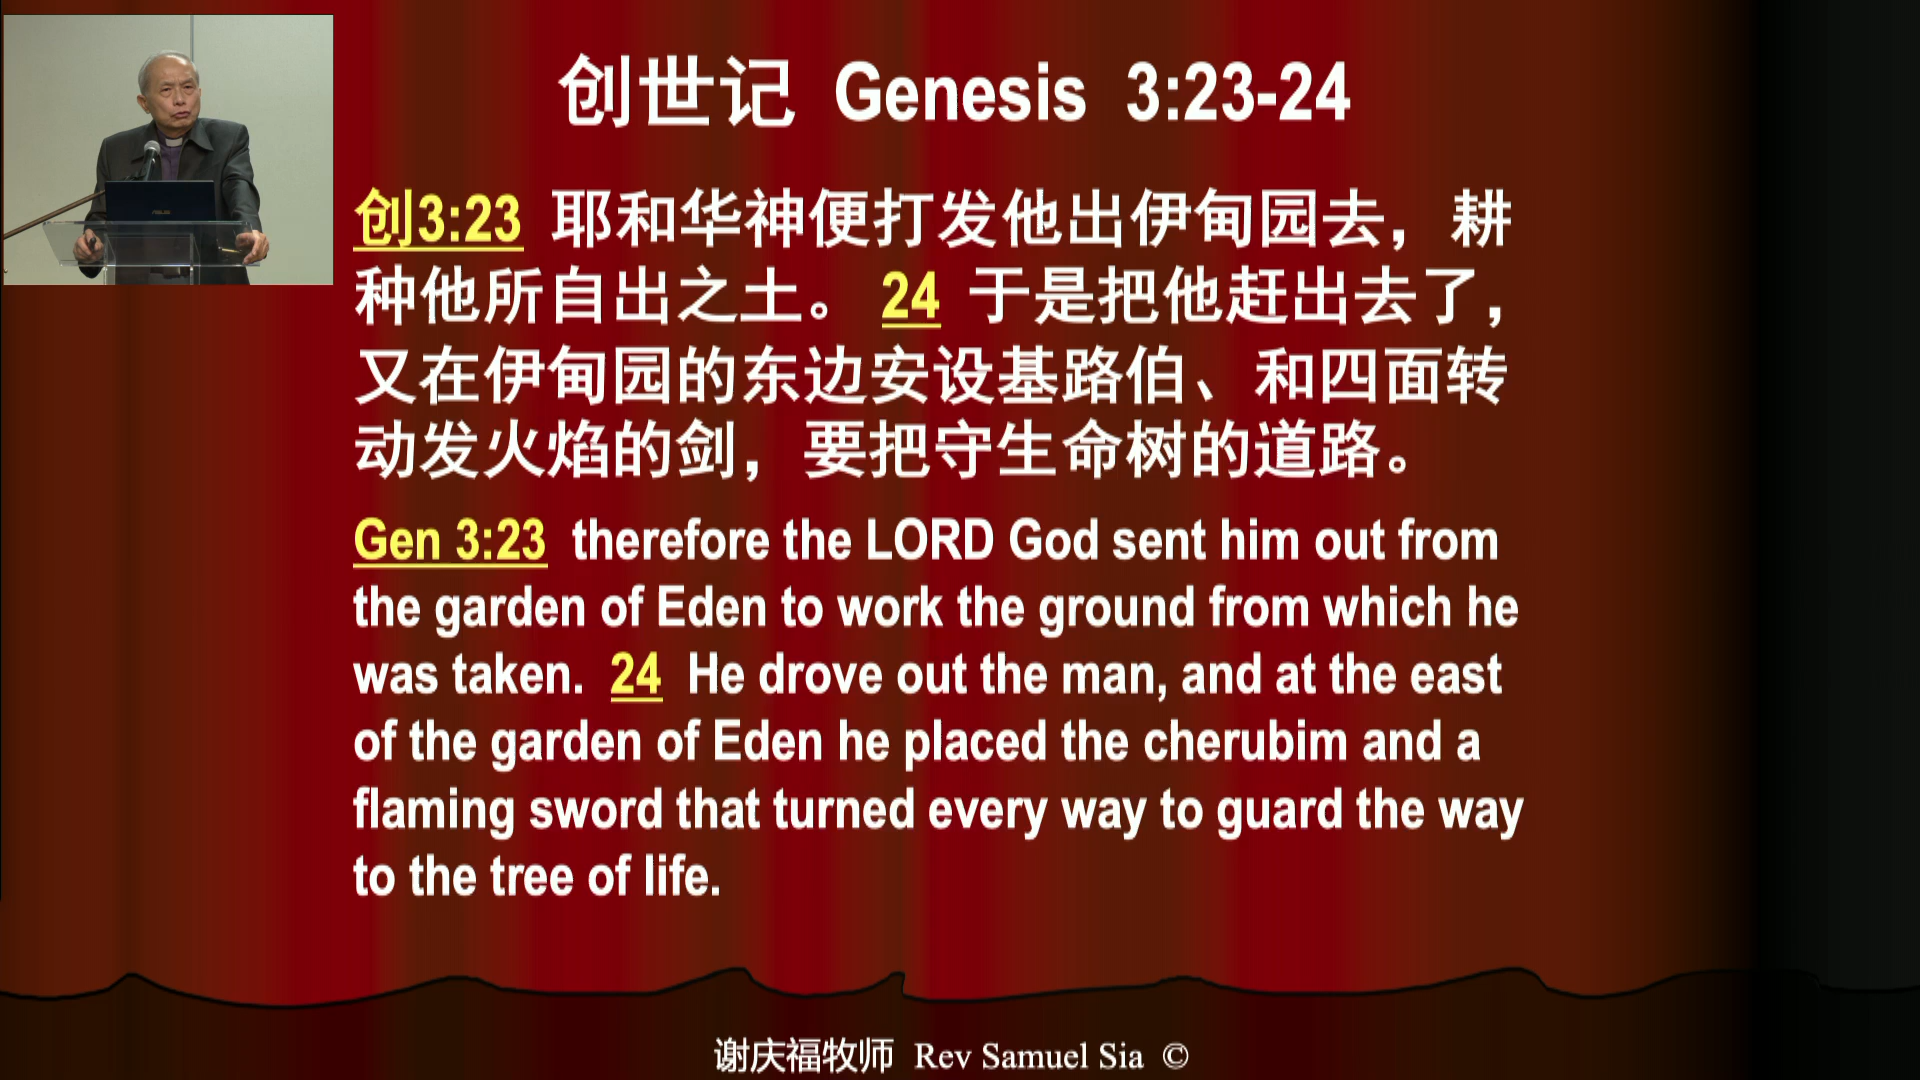 创世记 Genesis 3:23-24
创3:23 耶和华神便打发他出伊甸园去，耕
种他所自出之土。 24 于是把他赶出去了，
又在伊甸园的东边安设基路伯、和四面转
动发火焰的剑，要把守生命树的道路。
Gen 3:23 therefore the LORD God sent him out from
the garden of Eden to work the ground from which he
was taken. 24 He drove out the man, and at the east
of the garden of Eden he placed the cherubim and a
flaming sword that turned every way to guard the way
to the tree of life.
谢庆福牧师 Rev Samuel Sia ©